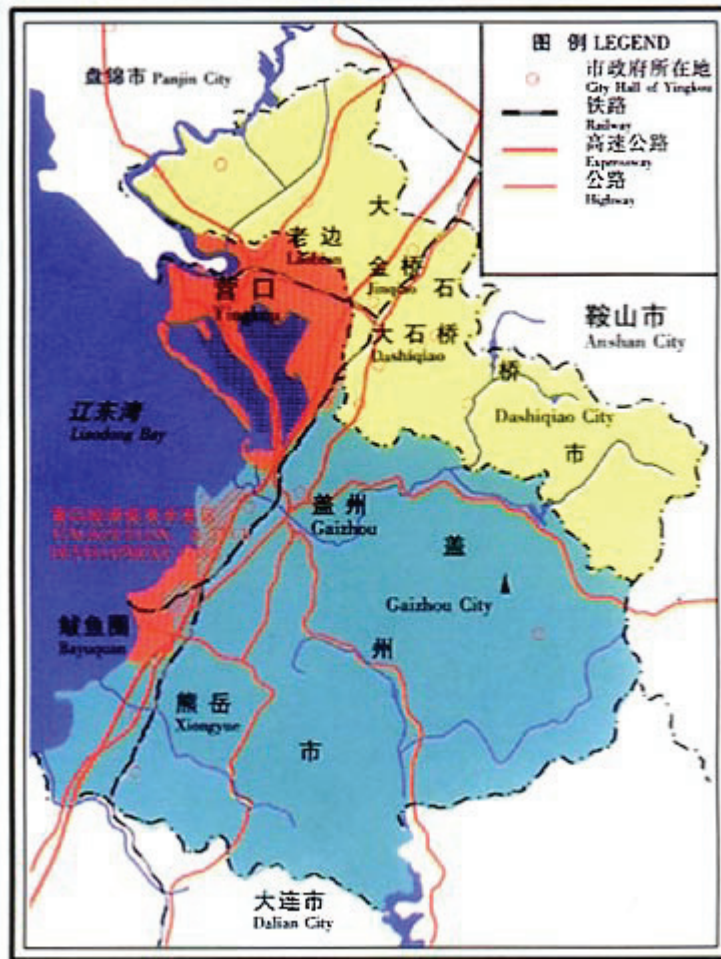 图 例 LEGEND
市政府所在地
City Hall of Yingkou
铁路
Railway
高速公路
Expressway
公路
Highway
盘锦市 Panjin City
大
石
桥
市
老边
Laobian
金桥
Jinqiao
营口
Yingkou
大石桥
Dashiqiao
鞍山市
Anshan City
Dashiqiao City
辽东湾
Liaodong Bay
盖州
Gaizhou
盖
州
市
Gaizhou City
鲅鱼圈
Bayuquan
熊岳
Xiongyue
大连市
Dalian City